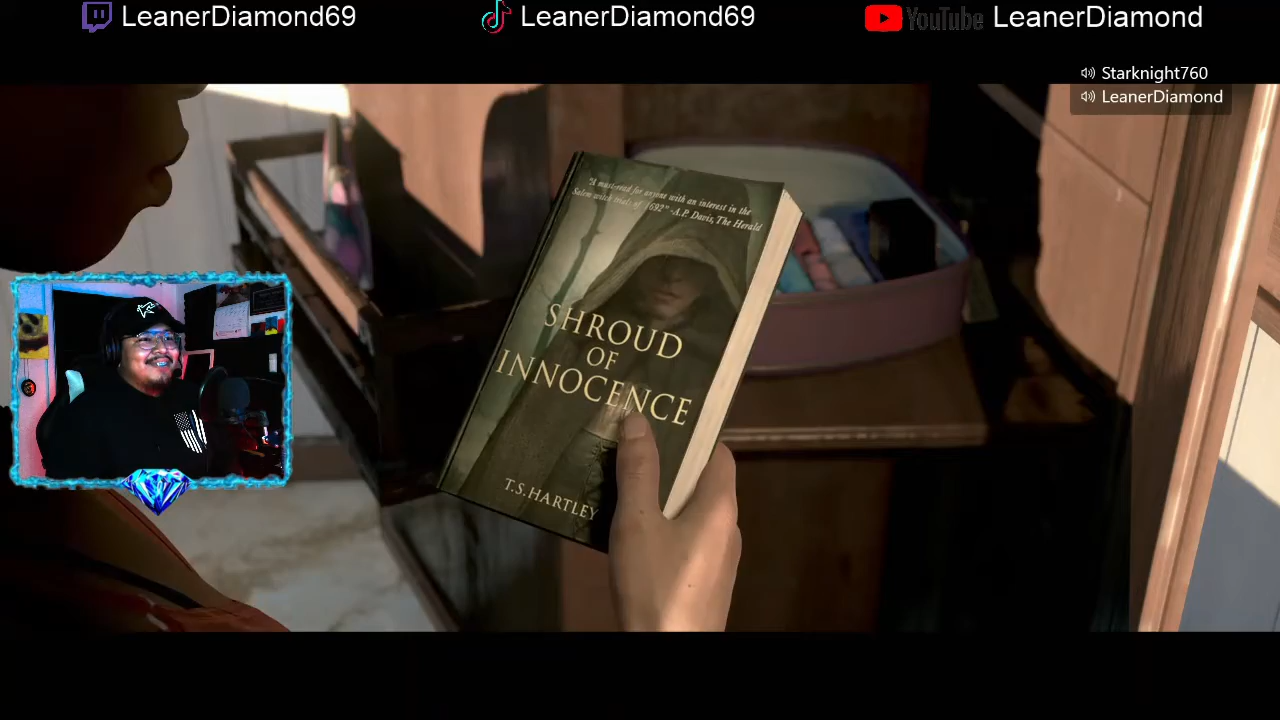 LeanerDiamond69
LeanerDiamond69
YouTube
LeanerDiamond
Starknight760
LeanerDiamond
"A must-read for anyone with an interest in the
Salem witch trials of 1692" -A.P. Davis, The Herald
SHROUD
OF
INNOCENCE
T.S.HARTLEY